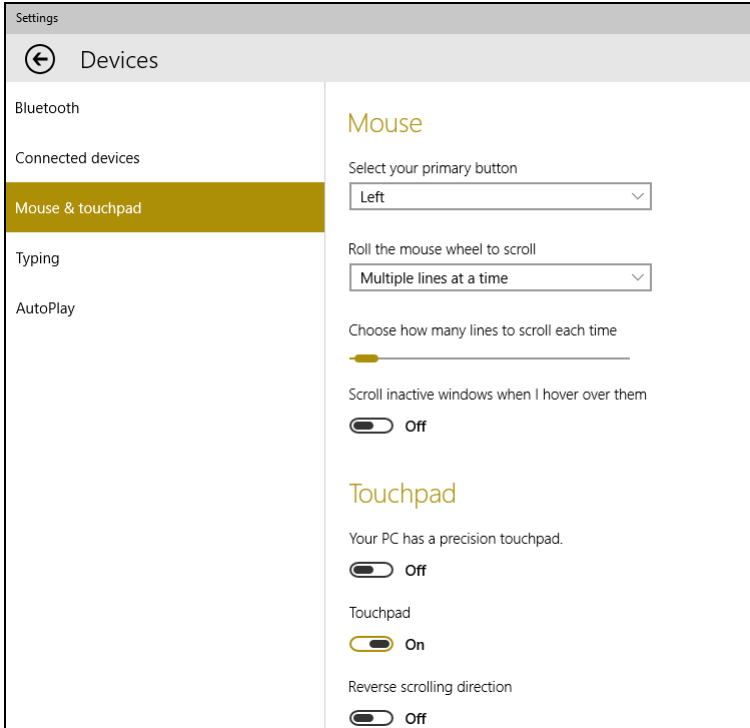 Settings
Devices
Bluetooth
Connected devices
Mouse & touchpad
Typing
AutoPlay
Mouse
Select your primary button
Left
Roll the mouse wheel to scroll
Multiple lines at a time
Choose how many lines to scroll each time
Scroll inactive windows when I hover over them
Off
Touchpad
Your PC has a precision touchpad.
Off
Touchpad
On
Reverse scrolling direction
Off